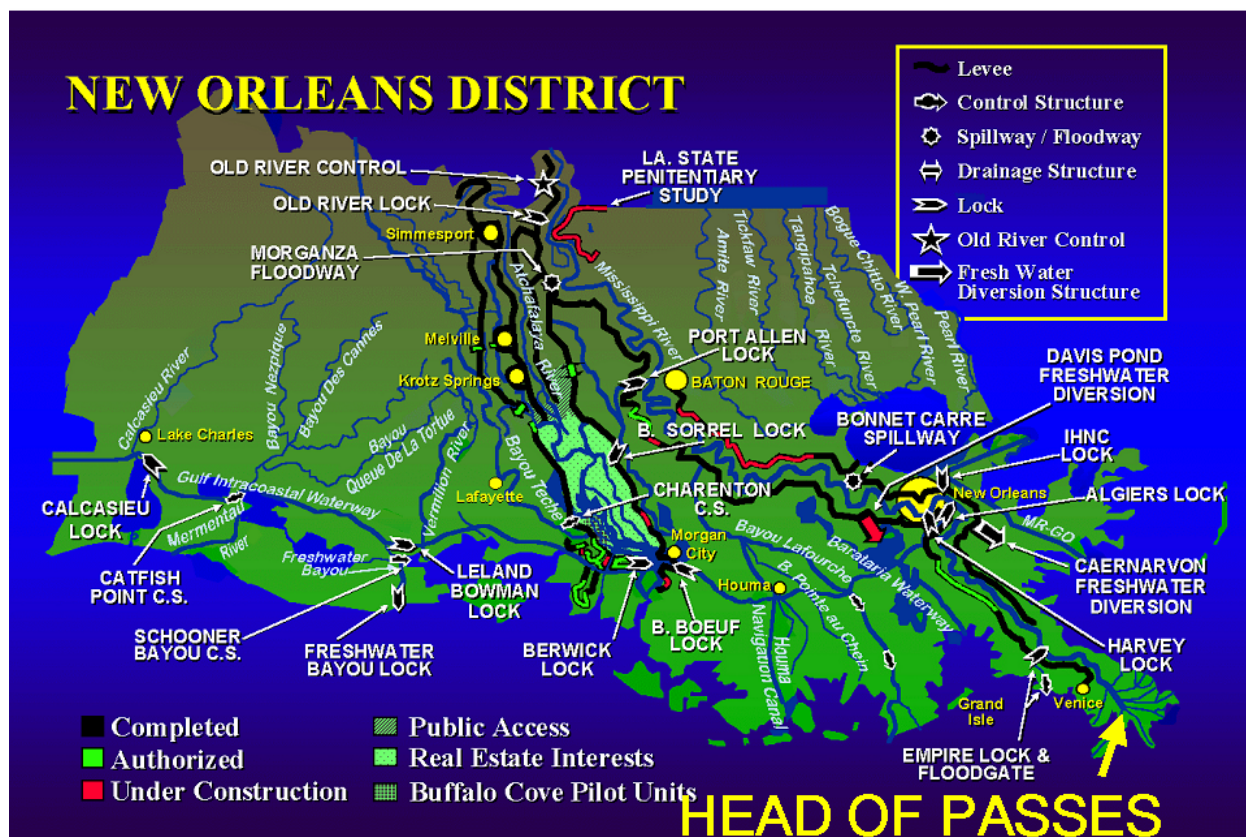 NEW ORLEANS DISTRICT
Levee
Control Structure
Spillway / Floodway
Drainage Structure
Lock
Old River Control
Fresh Water
Diversion Structure
OLD RIVER CONTROL
LA. STATE
PENITENTIARY
STUDY
OLD RIVER LOCK
Simmesport
MORGANZA
FLOODWAY
Atchafalaya River
Mississippi River
Amite River
Tickfaw River
Tangipahoa River
Tchefuncte River
Bogue Chitto River
W. Pearl River
Pearl River
Melville
Krotz Springs
PORT ALLEN
LOCK
BATON ROUGE
DAVIS POND
FRESHWATER
DIVERSION
BONNET CARRE
SPILLWAY
IHNC
LOCK
B. SORREL LOCK
Calcasieu River
Bayou Nezpique
Bayou Des Cannes
Bayou
Queue De La Tortue
Vermilion River
Bayou Teche
Lake Charles
Lafayette
CHARENTON
C.S.
New Orleans
ALGIERS LOCK
MR-GO
CALCASIEU
LOCK
Gulf Intracoastal Waterway
Mermentau
River
Freshwater
Bayou
CATFISH
POINT C.S.
LELAND
BOWMAN
LOCK
Morgan
City
Bayou Lafourche
Barataria Waterway
B. Pointe au Chein
Houma
Houma
Navigation Canal
CAERNARVON
FRESHWATER
DIVERSION
SCHOONER
BAYOU C.S.
FRESHWATER
BAYOU LOCK
BERWICK
LOCK
B. BOEUF
LOCK
HARVEY
LOCK
Grand
Isle
Venice
EMPIRE LOCK &
FLOODGATE
Completed
Authorized
Under Construction
Public Access
Real Estate Interests
Buffalo Cove Pilot Units
HEAD OF PASSES